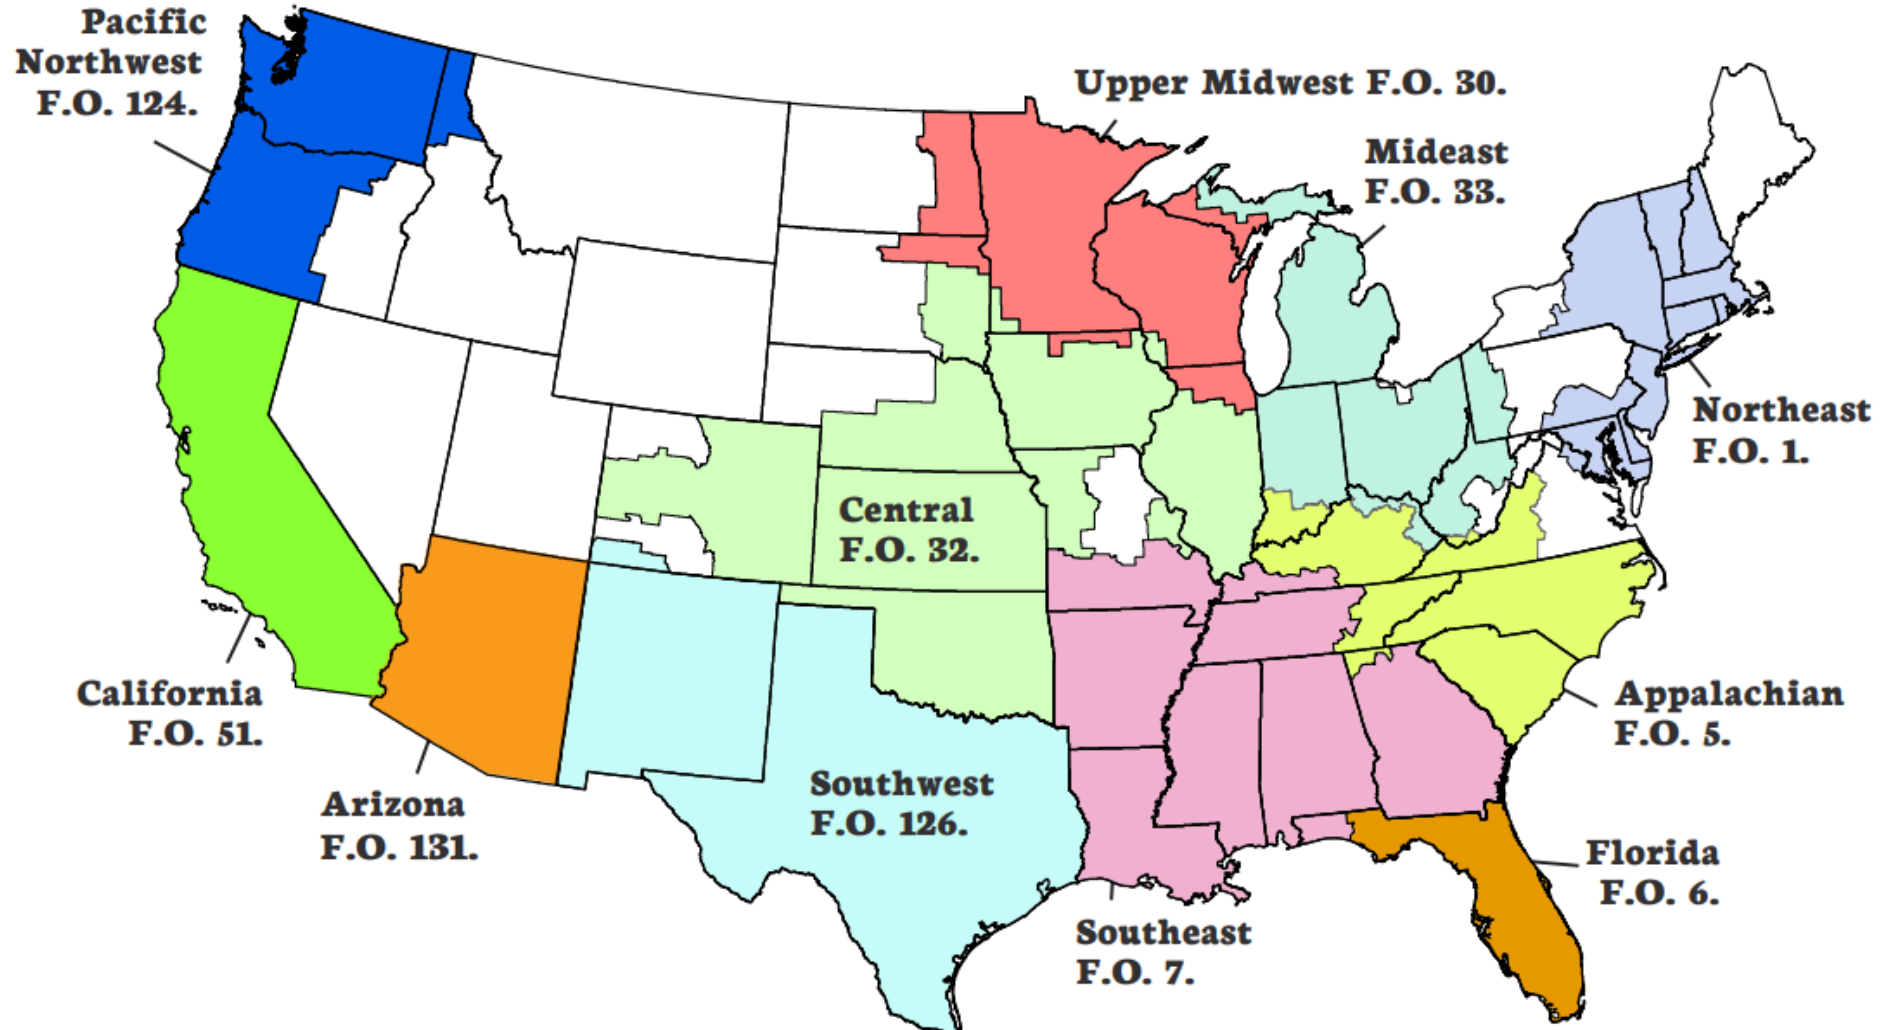 Pacific
Northwest
F.O. 124.
Upper Midwest F.O. 30.
Mideast
F.O. 33.
Northeast
F.O. 1.
Central
F.O. 32.
California
F.O. 51.
Appalachian
F.O. 5.
Arizona
F.O. 131.
Southwest
F.O. 126.
Florida
F.O. 6.
Southeast
F.O. 7.